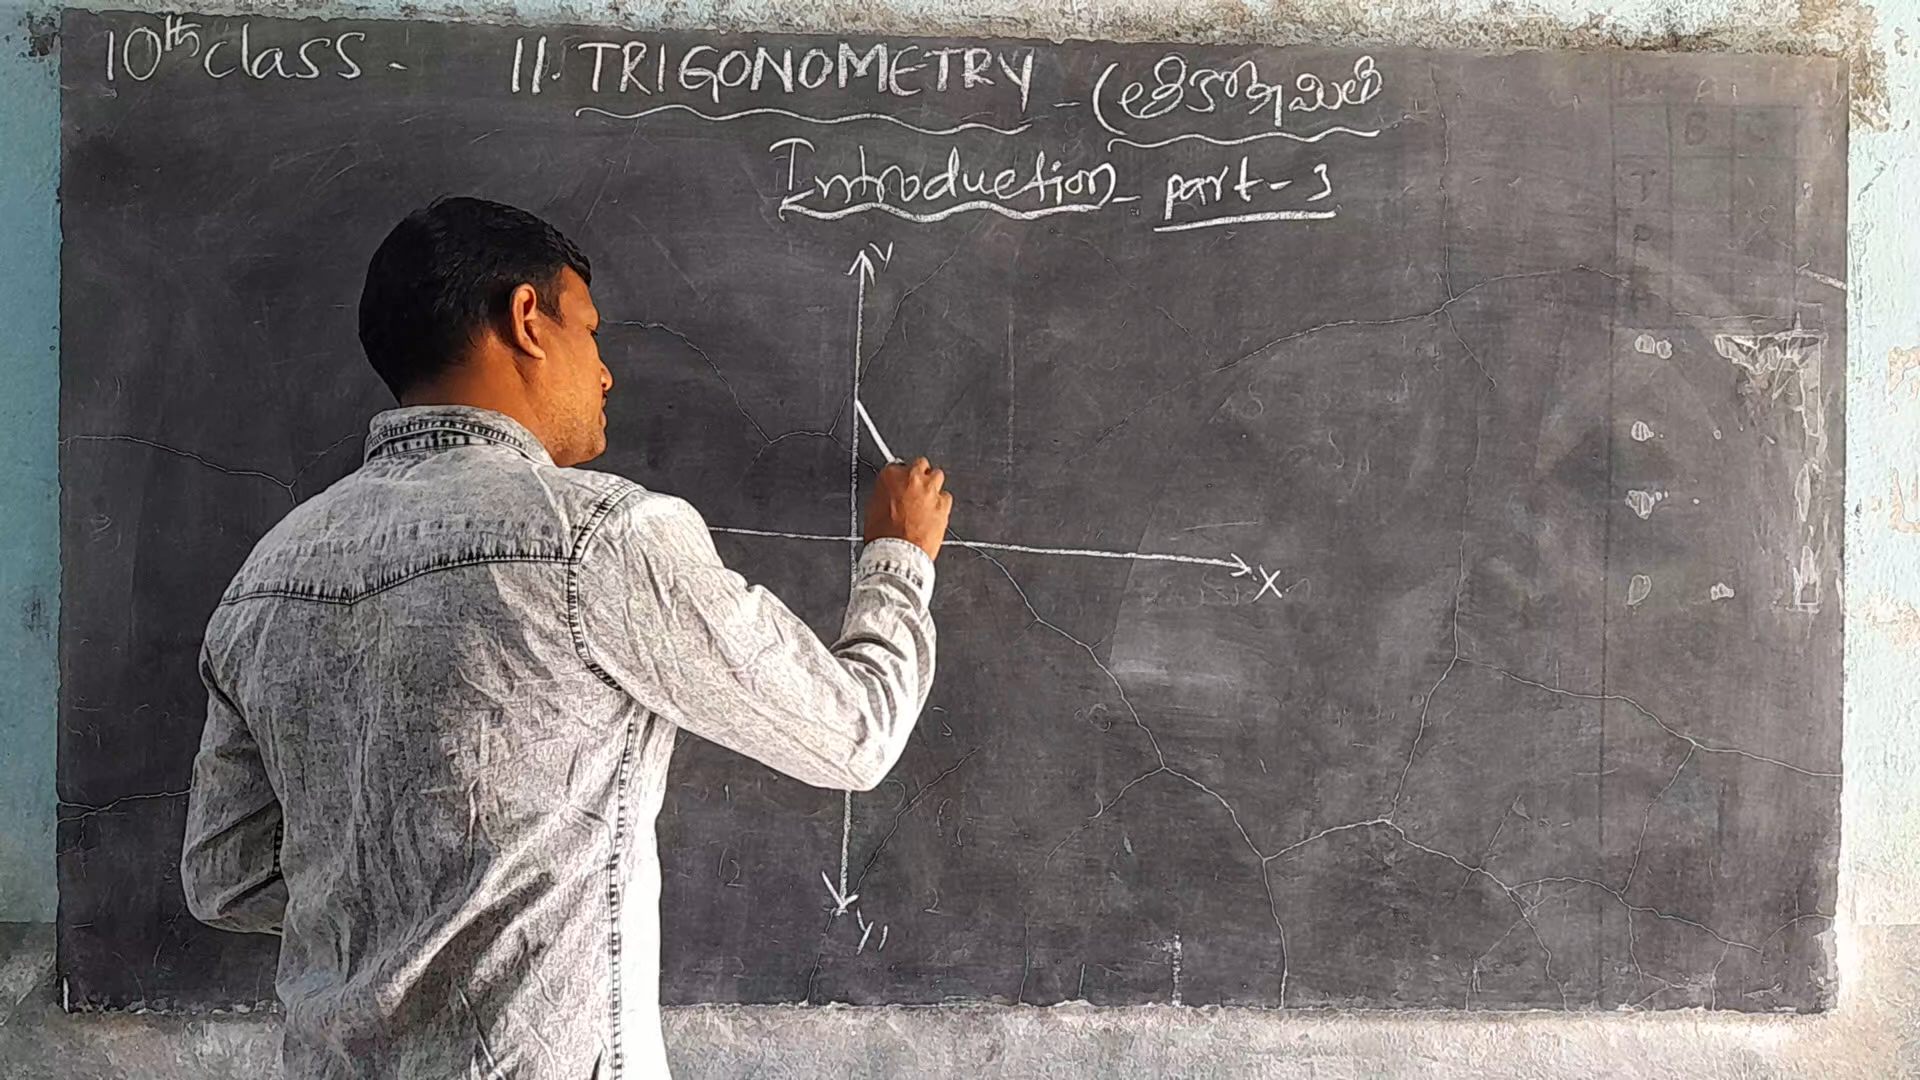 10th class - 11. TRIGONOMETRY - (త్రికోణమితి
Introduction - part - 3
Y
X
Y1